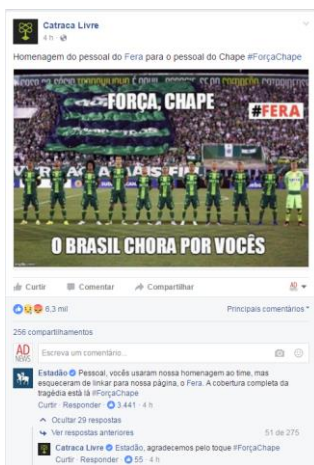 Catraca Livre
4 h ·
Homenagem do pessoal do Fera para o pessoal do Chape #ForçaChape
FORÇA, CHAPE
#FERA
O BRASIL CHORA POR VOCÊS
Curtir Comentar Compartilhar
6,3 mil Principais comentários
256 compartilhamentos
AD
NEWS
Escreva um comentário...
Estadão Pessoal, vocês usaram nossa homenagem ao time, mas
esqueceram de linkar para nossa página, o Fera. A cobertura completa da
tragédia está lá #ForçaChape
Curtir · Responder · 3.441 · 4 h
Ocultar 29 respostas
Ver respostas anteriores 51 de 275
Catraca Livre Estadão, agradecemos pelo toque #ForçaChape
Curtir · Responder · 55 · 4 h